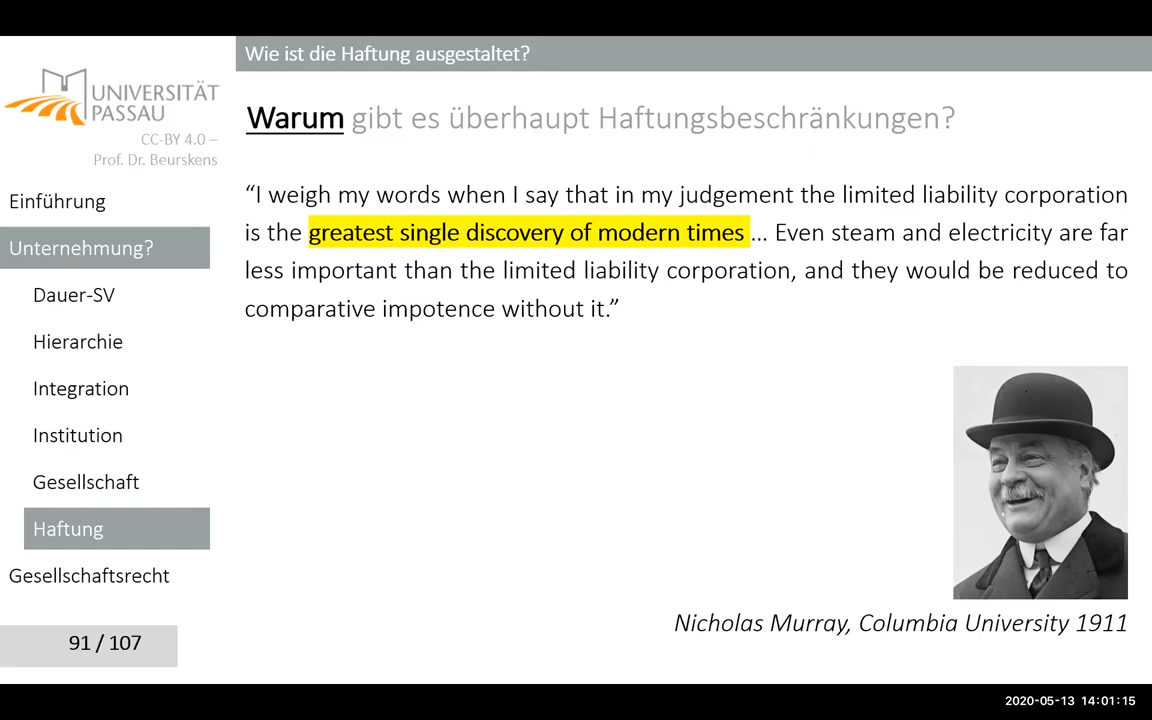 Wie ist die Haftung ausgestaltet?
UNIVERSITÄT
PASSAU
CC-BY 4.0 –
Prof. Dr. Beurskens
Einführung
Unternehmung?
Dauer-SV
Hierarchie
Integration
Institution
Gesellschaft
Haftung
Gesellschaftsrecht
91 / 107
Warum gibt es überhaupt Haftungsbeschränkungen?
“I weigh my words when I say that in my judgement the limited liability corporation
is the greatest single discovery of modern times ... Even steam and electricity are far
less important than the limited liability corporation, and they would be reduced to
comparative impotence without it.”
Nicholas Murray, Columbia University 1911
2020-05-13 14:01:15